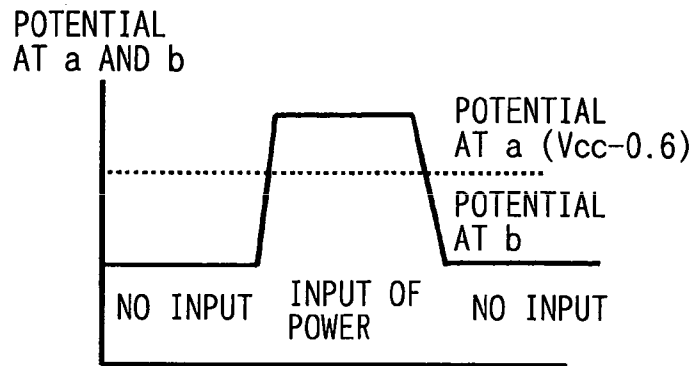 POTENTIAL
AT a AND b
POTENTIAL
AT a (Vcc-0.6)
POTENTIAL
AT b
NO INPUT
INPUT OF
POWER
NO INPUT